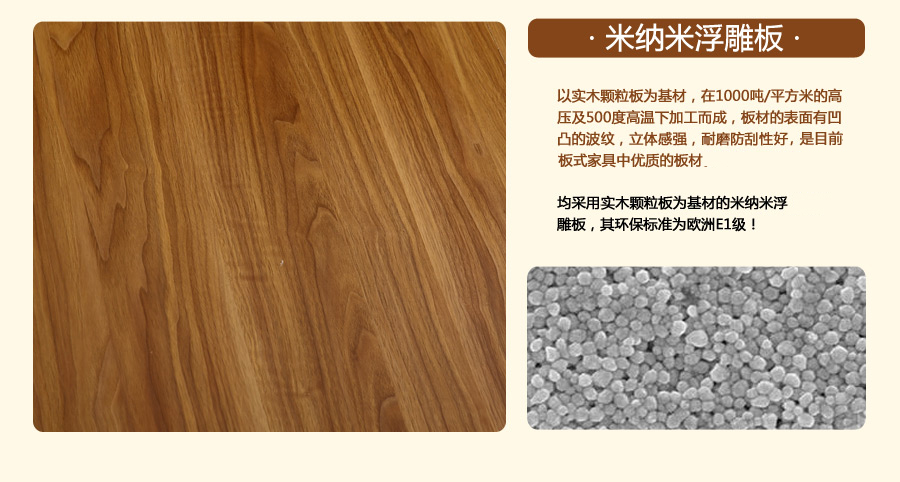 · 米纳米浮雕板 ·
以实木颗粒板为基材，在1000吨/平方米的高
压及500度高温下加工而成，板材的表面有凹
凸的波纹，立体感强，耐磨防刮性好，是目前
板式家具中优质的板材.
均采用实木颗粒板为基材的米纳米浮
雕板，其环保标准为欧洲E1级！